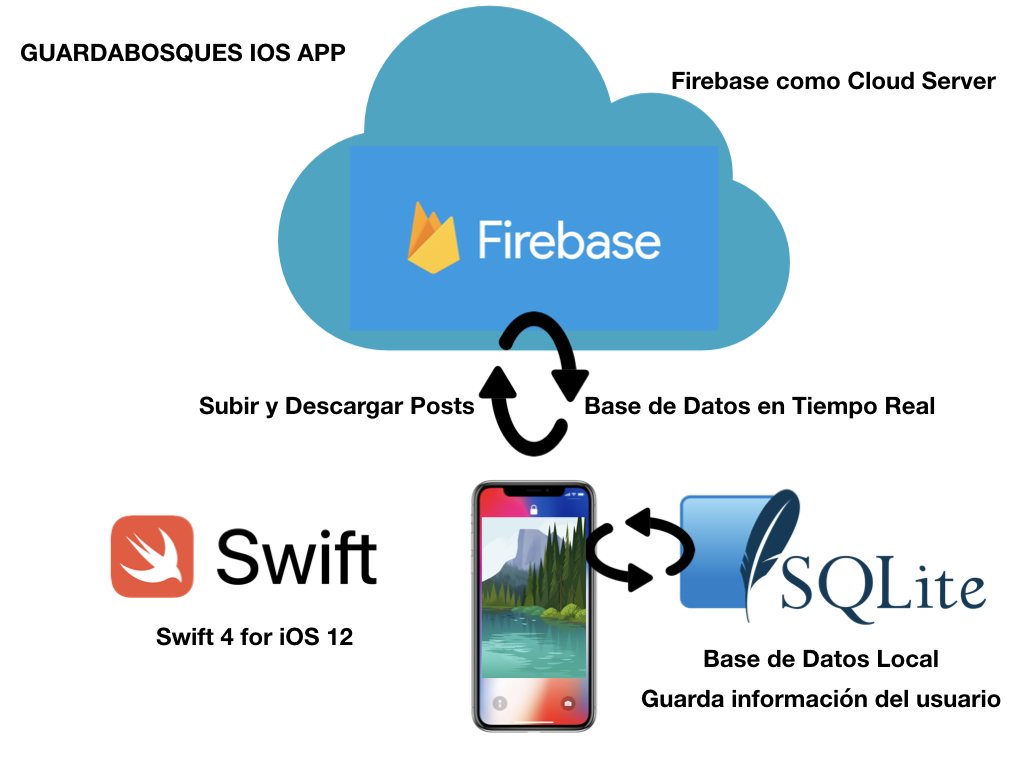 GUARDABOSQUES IOS APP
Firebase como Cloud Server
Firebase
Subir y Descargar Posts
Base de Datos en Tiempo Real
Swift
SQLite
Swift 4 for iOS 12
Base de Datos Local
Guarda información del usuario